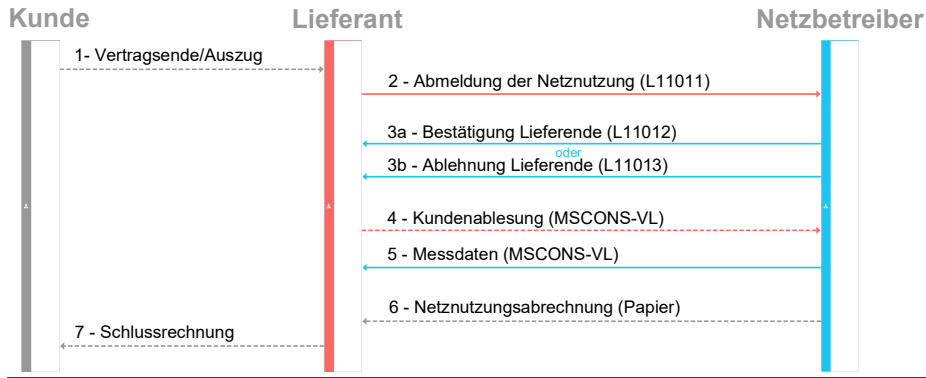 Kunde
Lieferant
Netzbetreiber
1- Vertragsende/Auszug
2 - Abmeldung der Netznutzung (L11011)
3a - Bestätigung Lieferende (L11012)
oder
3b - Ablehnung Lieferende (L11013)
4 - Kundenablesung (MSCONS-VL)
5 - Messdaten (MSCONS-VL)
6 - Netznutzungsabrechnung (Papier)
7 - Schlussrechnung